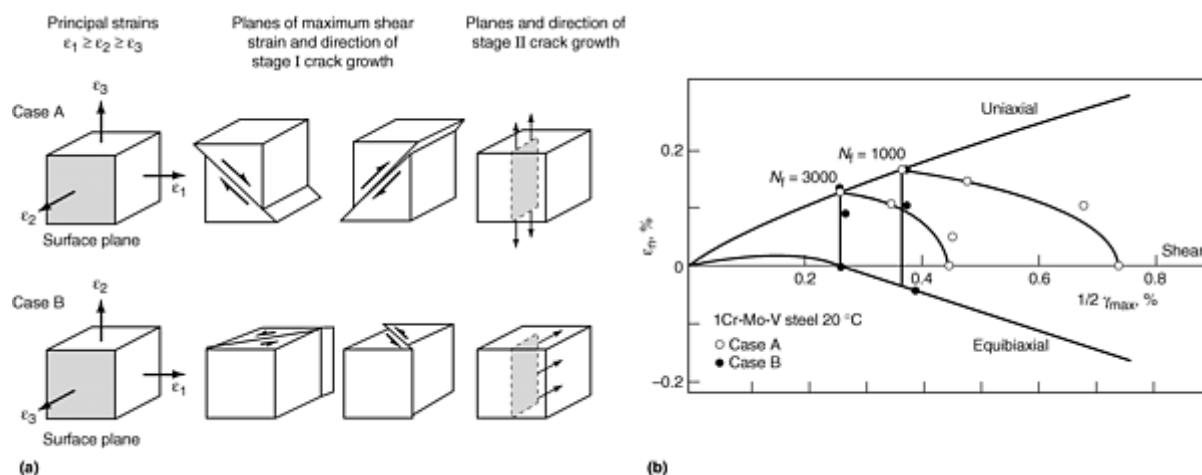 Principal strains
ε1 ≥ ε2 ≥ ε3
Planes of maximum shear
strain and direction of
stage I crack growth
Planes and direction of
stage II crack growth
Case A
ε3
ε1
ε2
Surface plane
Case B
ε2
ε1
ε3
Surface plane
(a)
Uniaxial
Nf = 1000
Nf = 3000
0.2
εn, %
0
Shear
0.2
0.4
0.6
0.8
1/2 γmax, %
1Cr-Mo-V steel 20 °C
Case A
Case B
Equibiaxial
−0.2
(b)